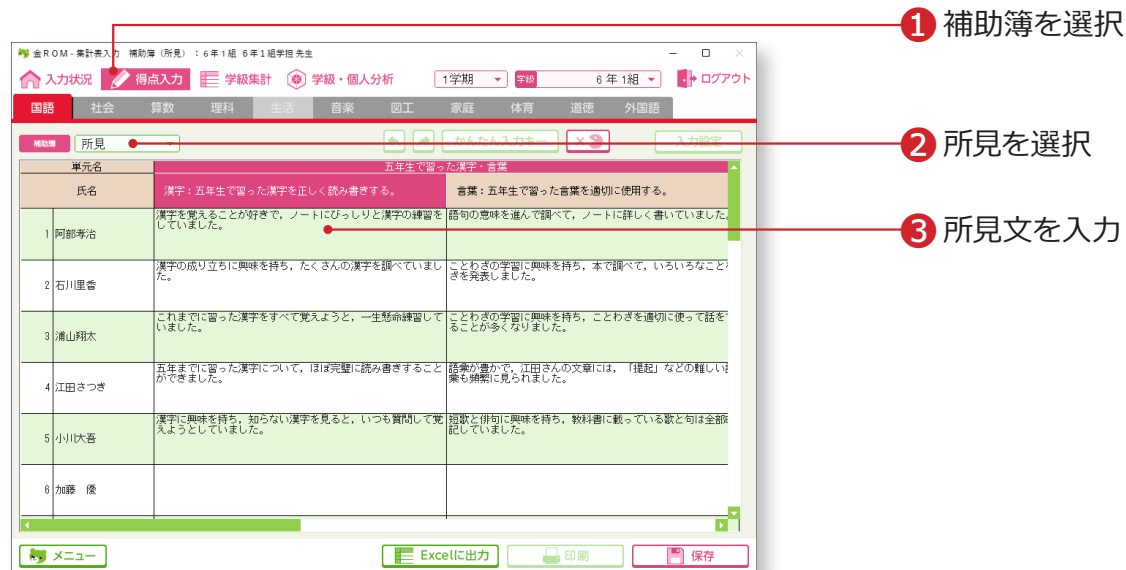 1 補助簿を選択
金ROM-集計表入力 補助簿（所見）：6年1組 6年1組学担先生
入力状況 得点入力 学級集計 学級・個人分析 1学期 学級 6年1組 ログアウト
国語 社会 算数 理科 生活 音楽 図工 家庭 体育 道徳 外国語
補助簿 所見 かんたん入力キー × 入力設定
2 所見を選択
単元名 五年生で習った漢字・言葉
氏名 漢字：五年生で習った漢字を正しく読み書きする。 言葉：五年生で習った言葉を適切に使用する。
3 所見文を入力
1 阿部孝治
漢字を覚えることが好きで，ノートにびっしりと漢字の練習を
していました。
語句の意味を進んで調べて，ノートに詳しく書いていました。
2 石川里香
漢字の成り立ちに興味を持ち，たくさんの漢字を調べていまし
た。
ことわざの学習に興味を持ち，本で調べて，いろいろなこと
ざを発表しました。
3 浦山翔太
これまでに習った漢字をすべて覚えようと，一生懸命練習して
いました。
ことわざの学習に興味を持ち，ことわざを適切に使って話を
ることが多くなりました。
4 江田さつき
五年までに習った漢字について，ほぼ完璧に読み書きすること
ができました。
語彙が豊かで，江田さんの文章には，「提起」などの難しい
葉も頻繁に見られました。
5 小川大吾
漢字に興味を持ち，知らない漢字を見ると，いつも質問して覚
えようとしていました。
短歌と俳句に興味を持ち，教科書に載っている歌と句は全部
記していました。
6 加藤 優
メニュー Excelに出力 印刷 保存